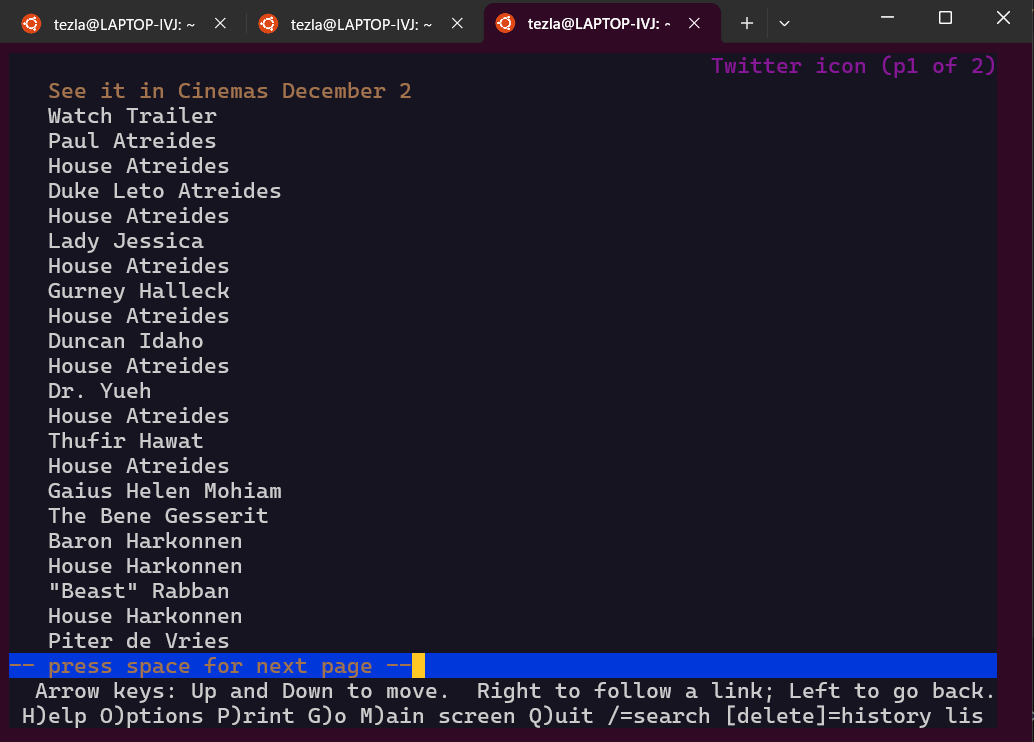 tezla@LAPTOP-IVJ: ~ tezla@LAPTOP-IVJ: ~ tezla@LAPTOP-IVJ: ~
Twitter icon (p1 of 2)
See it in Cinemas December 2
Watch Trailer
Paul Atreides
House Atreides
Duke Leto Atreides
House Atreides
Lady Jessica
House Atreides
Gurney Halleck
House Atreides
Duncan Idaho
House Atreides
Dr. Yueh
House Atreides
Thufir Hawat
House Atreides
Gaius Helen Mohiam
The Bene Gesserit
Baron Harkonnen
House Harkonnen
"Beast" Rabban
House Harkonnen
Piter de Vries
-- press space for next page --
Arrow keys: Up and Down to move.  Right to follow a link; Left to go back.
H)elp O)ptions P)rint G)o M)ain screen Q)uit /=search [delete]=history lis